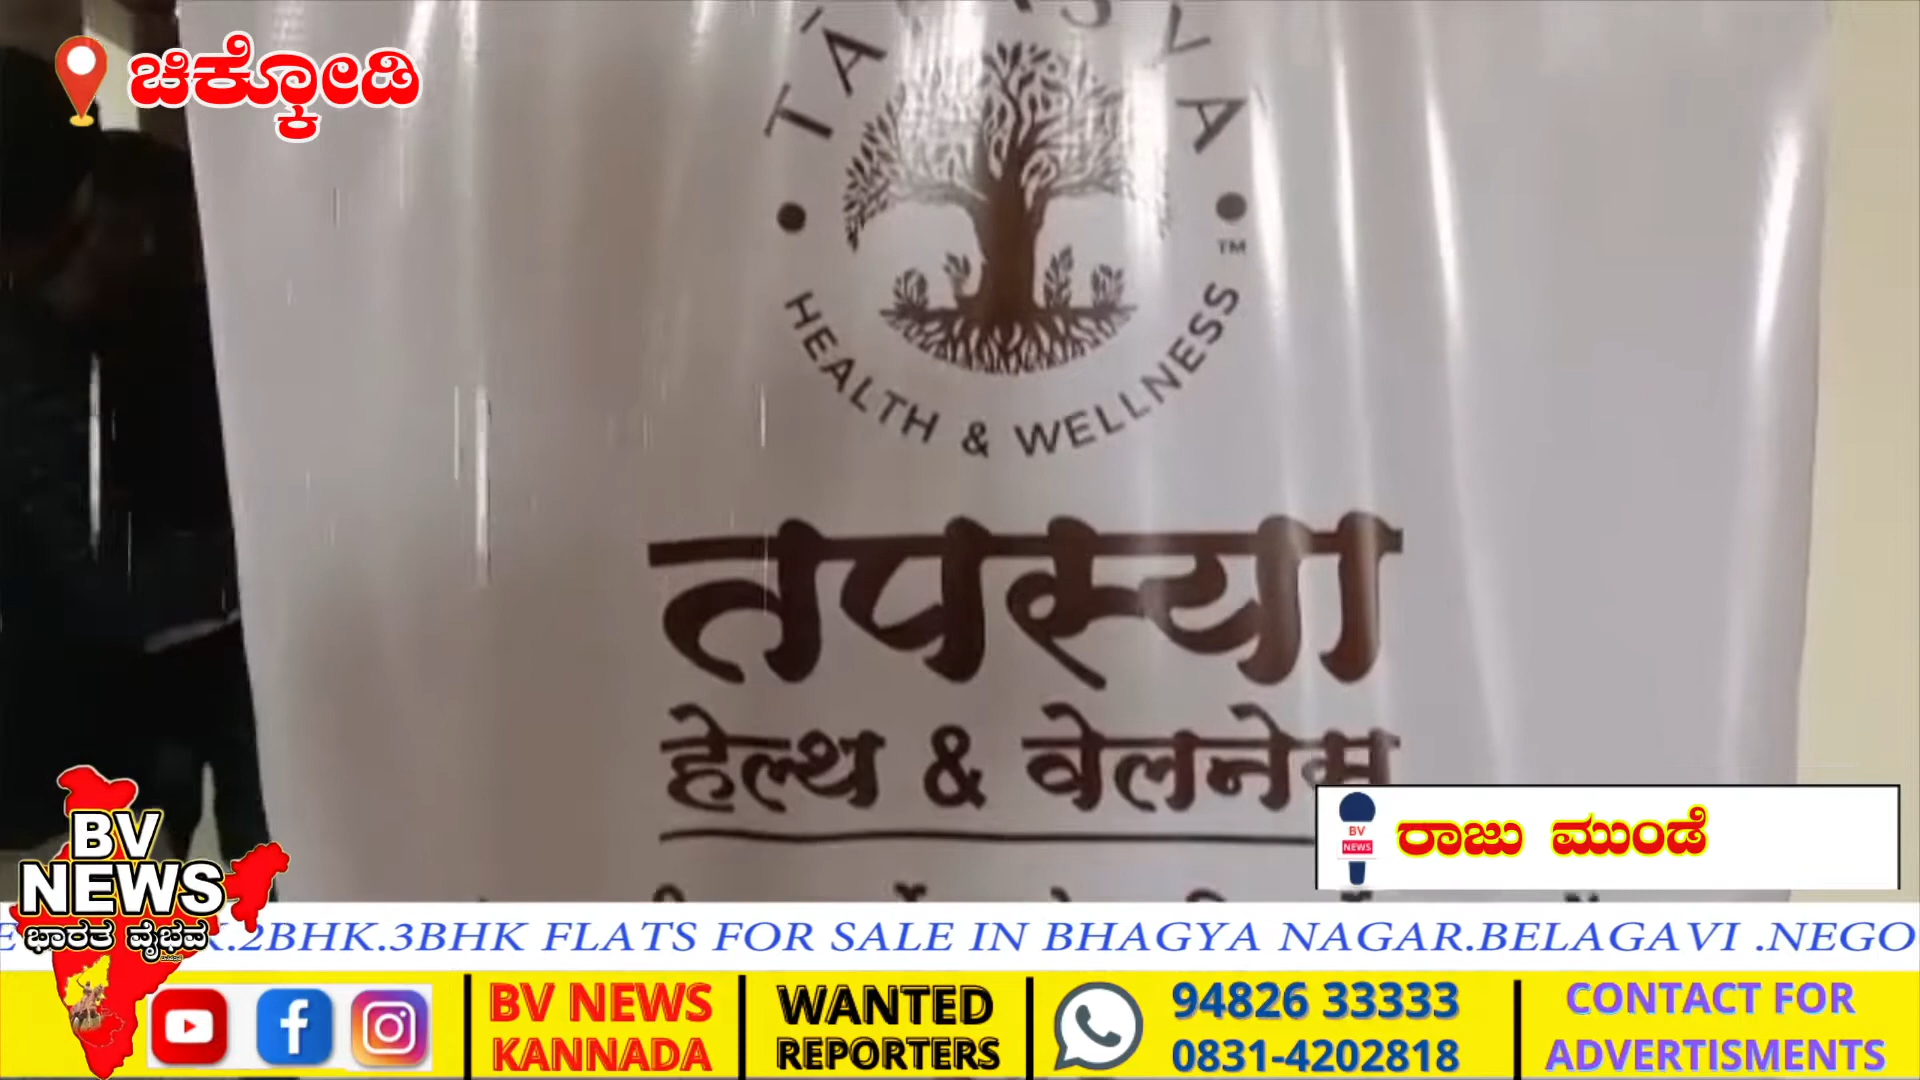 ಚಿಕ್ಕೋಡಿ
HEALTH & WELLNESS
TM
तपस्या
हेल्थ & वेलनेस
BV
NEWS
ರಾಜು ಮುಂಡೆ
BV
NEWS
ಭಾರತ ವೈಭವ
.2BHK.3BHK FLATS FOR SALE IN BHAGYA NAGAR.BELAGAVI .NEGO
BV NEWS
KANNADA
WANTED
REPORTERS
94826 33333
0831-4202818
CONTACT FOR
ADVERTISMENTS